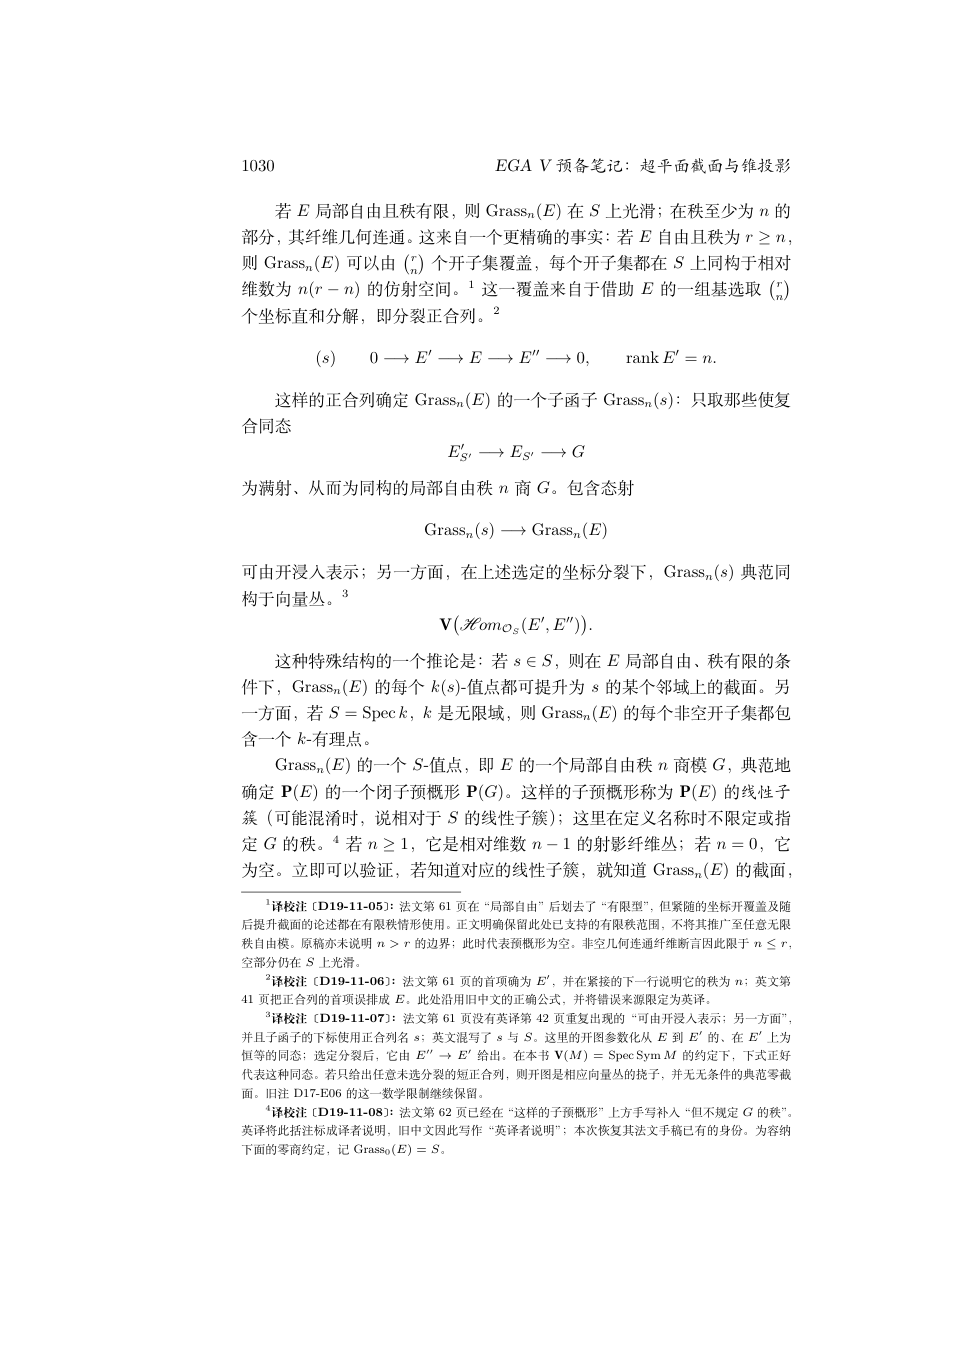 1030 EGA V 预备笔记：超平面截面与锥投影
若 E 局部自由且秩有限，则 Grassₙ(E) 在 S 上光滑；在秩至少为 n 的
部分，其纤维几何连通。这来自一个更精确的事实：若 E 自由且秩为 r ≥ n，
则 Grassₙ(E) 可以由 (r n) 个开子集覆盖，每个开子集都在 S 上同构于相对
维数为 n(r − n) 的仿射空间。¹ 这一覆盖来自于借助 E 的一组基选取 (r n)
个坐标直和分解，即分裂正合列。²
(s) 0 ⟶ E′ ⟶ E ⟶ E″ ⟶ 0, rank E′ = n.
这样的正合列确定 Grassₙ(E) 的一个子函子 Grassₙ(s)：只取那些使复
合同态
E′_{S′} ⟶ E_{S′} ⟶ G
为满射、从而为同构的局部自由秩 n 商 G。包含态射
Grassₙ(s) ⟶ Grassₙ(E)
可由开浸入表示；另一方面，在上述选定的坐标分裂下，Grassₙ(s) 典范同
构于向量丛。³
V(ℋom_{𝒪_S}(E′, E″)).
这种特殊结构的一个推论是：若 s ∈ S，则在 E 局部自由、秩有限的条
件下，Grassₙ(E) 的每个 k(s)-值点都可提升为 s 的某个邻域上的截面。另
一方面，若 S = Spec k，k 是无限域，则 Grassₙ(E) 的每个非空开子集都包
含一个 k-有理点。
Grassₙ(E) 的一个 S-值点，即 E 的一个局部自由秩 n 商模 G，典范地
确定 P(E) 的一个闭子预概形 P(G)。这样的子预概形称为 P(E) 的线性子
簇（可能混淆时，说相对于 S 的线性子簇）；这里在定义名称时不限定或指
定 G 的秩。⁴ 若 n ≥ 1，它是相对维数 n − 1 的射影纤维丛；若 n = 0，它
为空。立即可以验证，若知道对应的线性子簇，就知道 Grassₙ(E) 的截面，
¹译校注〔D19-11-05〕：法文第 61 页在 “局部自由” 后划去了 “有限型”，但紧随的坐标开覆盖及随
后提升截面的论述都在有限秩情形使用。正文明确保留此处已支持的有限秩范围，不将其推广至任意无限
秩自由模。原稿亦未说明 n > r 的边界；此时代表预概形为空。非空几何连通纤维断言因此限于 n ≤ r，
空部分仍在 S 上光滑。
²译校注〔D19-11-06〕：法文第 61 页的首项确为 E′，并在紧接的下一行说明它的秩为 n；英文第
41 页把正合列的首项误排成 E。此处沿用旧中文的正确公式，并将错误来源限定为英译。
³译校注〔D19-11-07〕：法文第 61 页没有英译第 42 页重复出现的 “可由开浸入表示；另一方面”，
并且子函子的下标使用正合列名 s；英文混写了 s 与 S。这里的开图参数化从 E 到 E′ 的、在 E′ 上为
恒等的同态；选定分裂后，它由 E″ → E′ 给出。在本书 V(M) = Spec Sym M 的约定下，下式正好
代表这种同态。若只给出任意未选分裂的短正合列，则开图是相应向量丛的挠子，并无无条件的典范零截
面。旧注 D17-E06 的这一数学限制继续保留。
⁴译校注〔D19-11-08〕：法文第 62 页已经在 “这样的子预概形” 上方手写补入 “但不规定 G 的秩”。
英译将此括注标成译者说明，旧中文因此写作 “英译者说明”；本次恢复其法文手稿已有的身份。为容纳
下面的零商约定，记 Grass₀(E) = S。